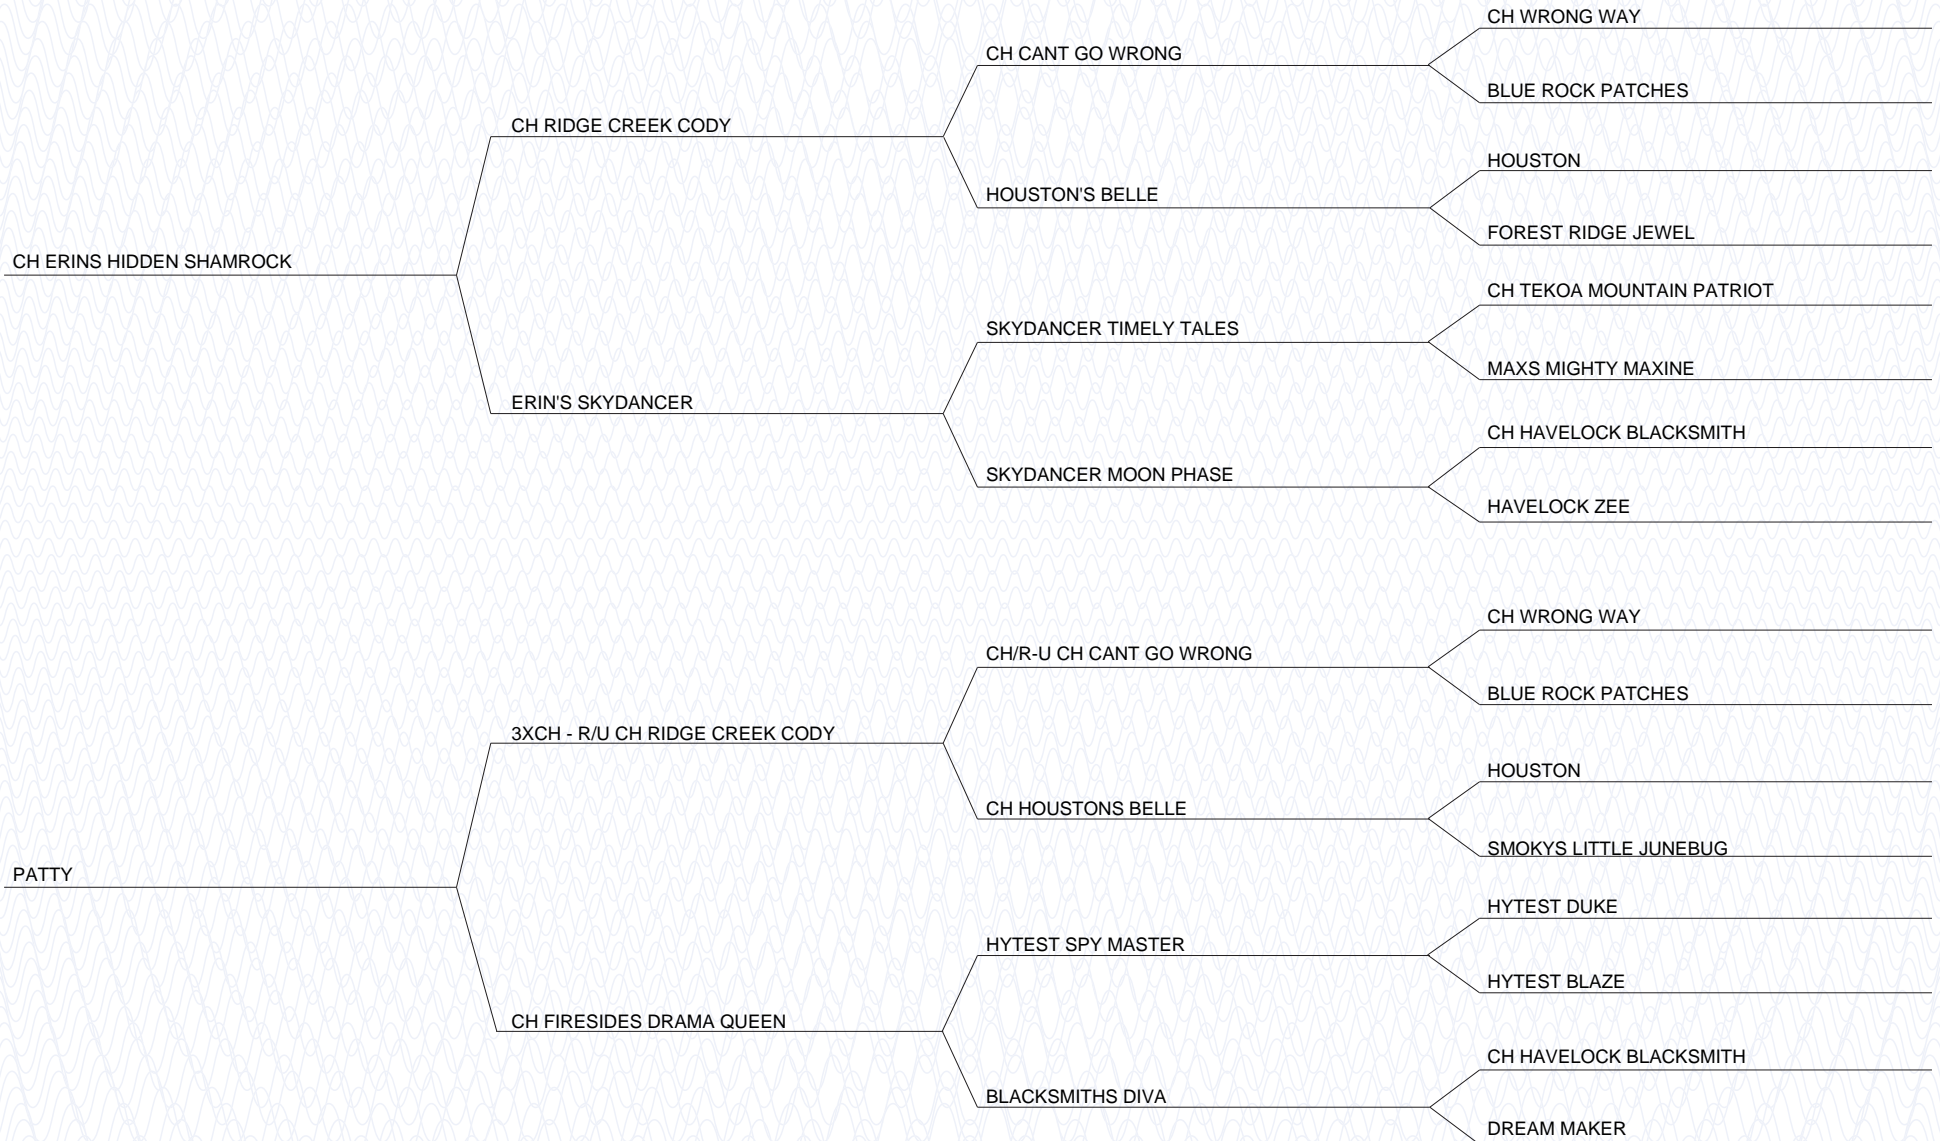 CH WRONG WAY
CH CANT GO WRONG
BLUE ROCK PATCHES
CH RIDGE CREEK CODY
HOUSTON
HOUSTON'S BELLE
FOREST RIDGE JEWEL
CH ERINS HIDDEN SHAMROCK
CH TEKOA MOUNTAIN PATRIOT
SKYDANCER TIMELY TALES
MAXS MIGHTY MAXINE
ERIN'S SKYDANCER
CH HAVELOCK BLACKSMITH
SKYDANCER MOON PHASE
HAVELOCK ZEE
CH WRONG WAY
CH/R-U CH CANT GO WRONG
BLUE ROCK PATCHES
3XCH - R/U CH RIDGE CREEK CODY
HOUSTON
CH HOUSTONS BELLE
SMOKYS LITTLE JUNEBUG
PATTY
HYTEST DUKE
HYTEST SPY MASTER
HYTEST BLAZE
CH FIRESIDES DRAMA QUEEN
CH HAVELOCK BLACKSMITH
BLACKSMITHS DIVA
DREAM MAKER